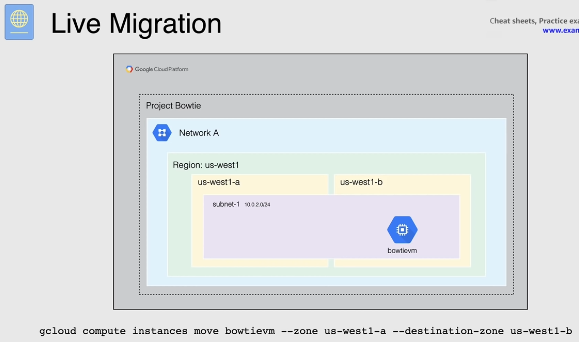 Live Migration
Cheat sheets, Practice exa
www.exan
Google Cloud Platform
Project Bowtie
Network A
Region: us-west1
us-west1-a
us-west1-b
subnet-1 10.0.2.0/24
bowtievm
gcloud compute instances move bowtievm --zone us-west1-a --destination-zone us-west1-b